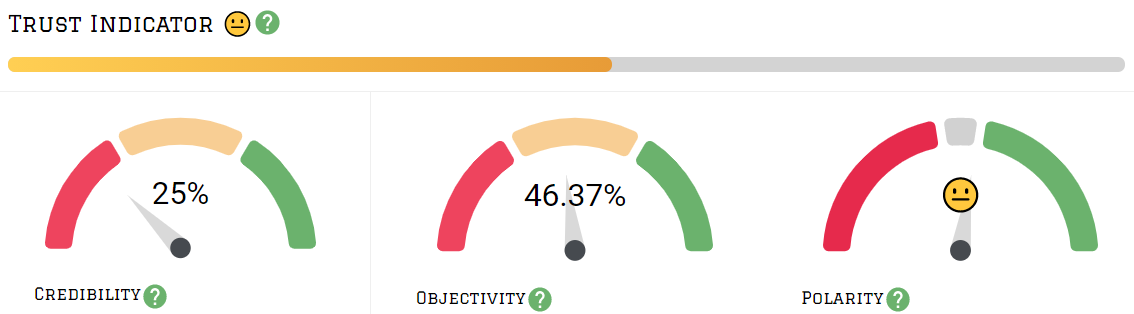 Trust Indicator ?
25%
46.37%
Credibility ?
Objectivity ?
Polarity ?